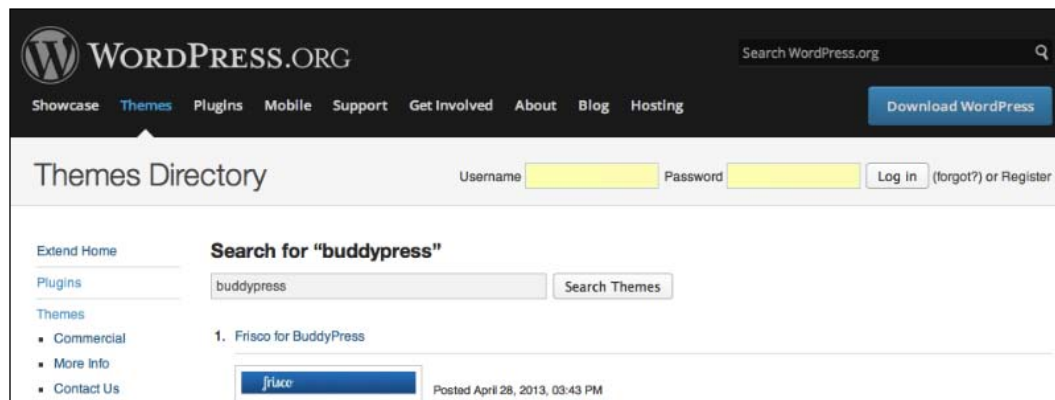 WORDPRESS.ORG
Search WordPress.org
Showcase Themes Plugins Mobile Support Get Involved About Blog Hosting
Download WordPress
Themes Directory
Username Password Log in (forgot?) or Register
Extend Home
Plugins
Themes
Commercial
More Info
Contact Us
Search for “buddypress”
buddypress Search Themes
1. Frisco for BuddyPress
frisco
Posted April 28, 2013, 03:43 PM